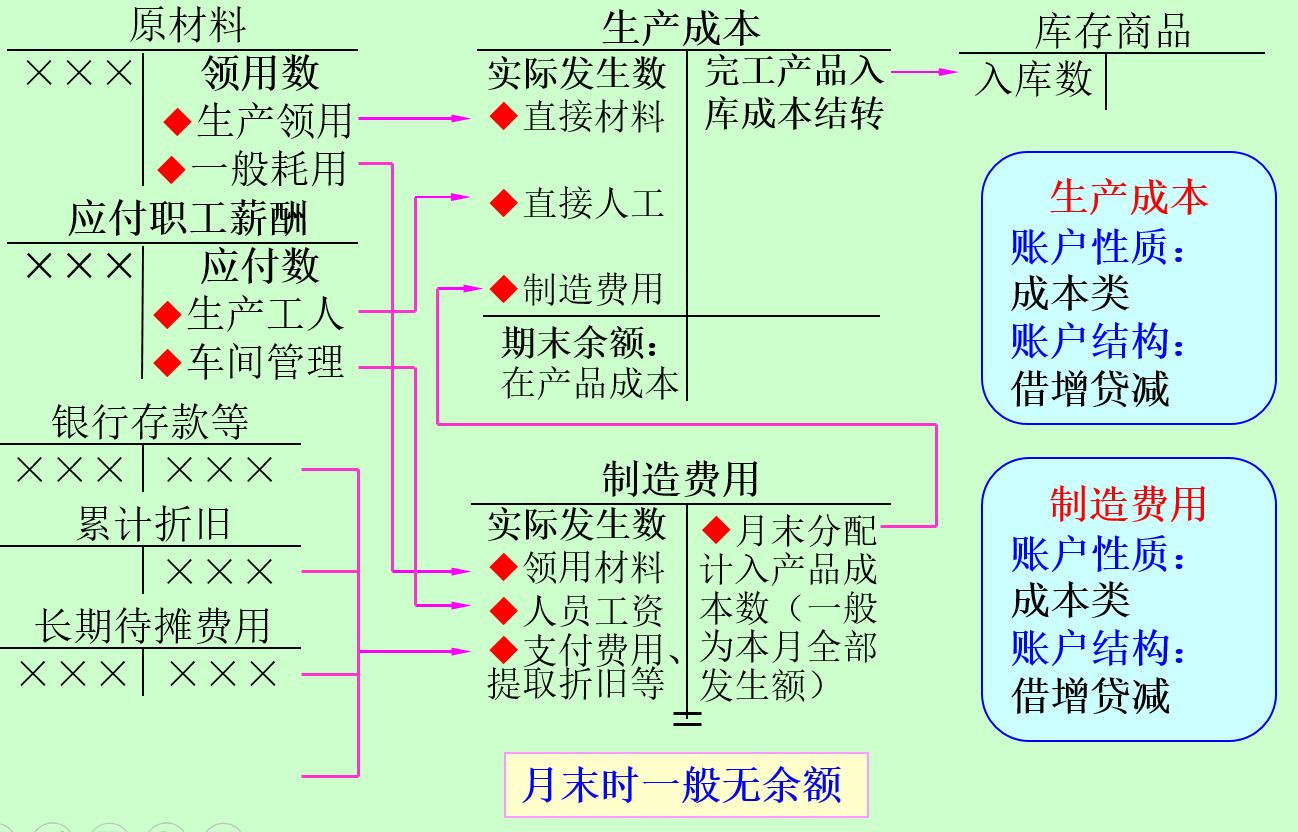 原材料
×××
领用数
◆生产领用
◆一般耗用
应付职工薪酬
×××
应付数
◆生产工人
◆车间管理
银行存款等
×××
×××
累计折旧
×××
长期待摊费用
×××
×××
生产成本
实际发生数
◆直接材料
◆直接人工
◆制造费用
期末余额：
在产品成本
完工产品入
库成本结转
库存商品
入库数
制造费用
实际发生数
◆领用材料
◆人员工资
◆支付费用、
提取折旧等
◆月末分配
计入产品成
本数（一般
为本月全部
发生额）
月末时一般无余额
生产成本
账户性质：
成本类
账户结构：
借增贷减
制造费用
账户性质：
成本类
账户结构：
借增贷减